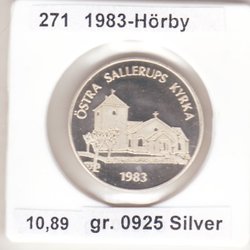 271 1983-Hörby
ÖSTRA SALLERUPS KYRKA
1983
10,89 gr. 0925 Silver